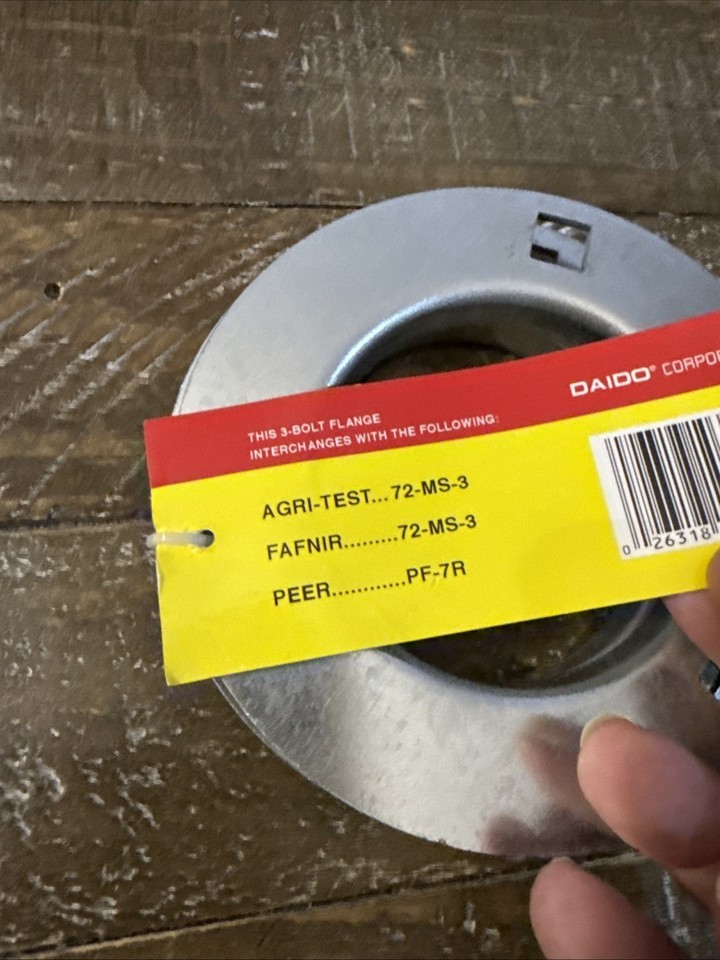 DAIDO® CORPO
THIS 3-BOLT FLANGE
INTERCHANGES WITH THE FOLLOWING:
AGRI-TEST...72-MS-3
FAFNIR.........72-MS-3
PEER............PF-7R
0 26318